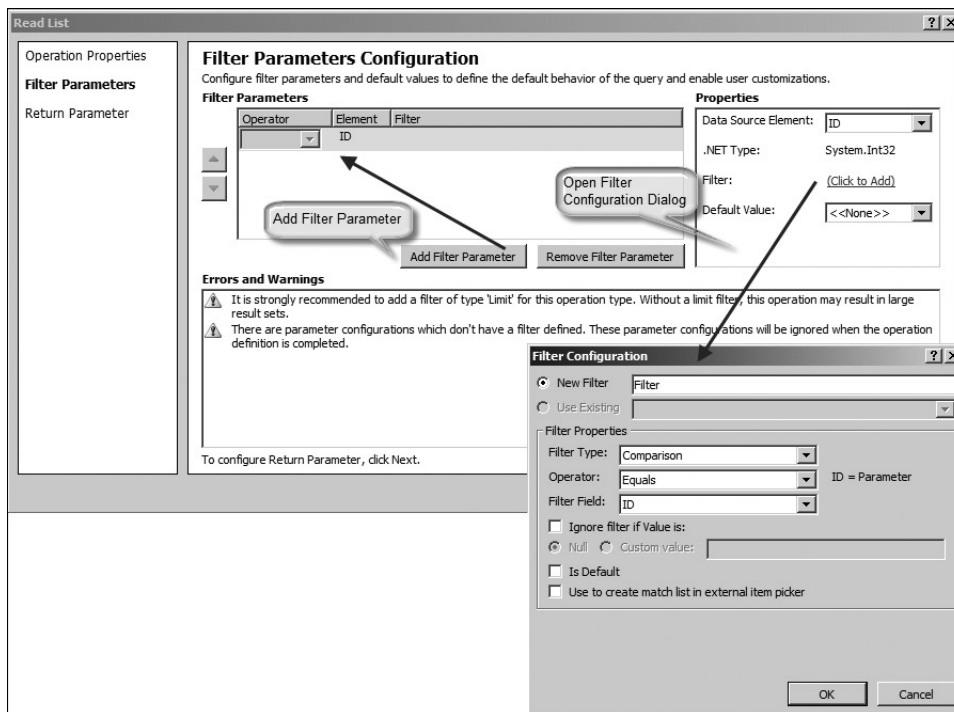 Read List
Operation Properties
Filter Parameters
Return Parameter
Filter Parameters Configuration
Configure filter parameters and default values to define the default behavior of the query and enable user customizations.
Filter Parameters
Operator Element Filter
ID
Add Filter Parameter
Open Filter
Configuration Dialog
Add Filter Parameter
Remove Filter Parameter
Properties
Data Source Element: ID
.NET Type: System.Int32
Filter: (Click to Add)
Default Value: <<None>>
Errors and Warnings
It is strongly recommended to add a filter of type 'Limit' for this operation type. Without a limit filter, this operation may result in large
result sets.
There are parameter configurations which don't have a filter defined. These parameter configurations will be ignored when the operation
definition is completed.
To configure Return Parameter, click Next.
Filter Configuration
New Filter Filter
Use Existing
Filter Properties
Filter Type: Comparison
Operator: Equals ID = Parameter
Filter Field: ID
Ignore filter if Value is:
Null Custom value:
Is Default
Use to create match list in external item picker
OK Cancel